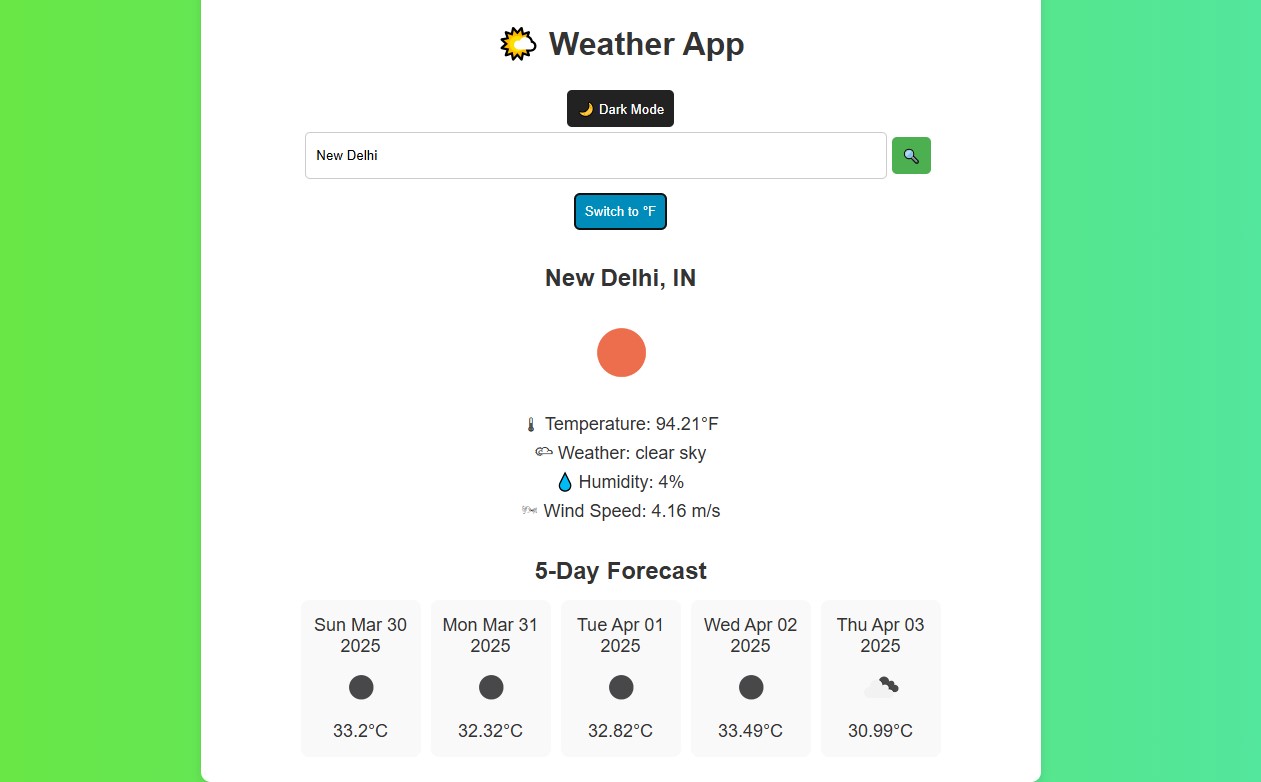 Weather App
Dark Mode
New Delhi
Switch to °F
New Delhi, IN
Temperature: 94.21°F
Weather: clear sky
Humidity: 4%
Wind Speed: 4.16 m/s
5-Day Forecast
Sun Mar 30 2025
33.2°C
Mon Mar 31 2025
32.32°C
Tue Apr 01 2025
32.82°C
Wed Apr 02 2025
33.49°C
Thu Apr 03 2025
30.99°C